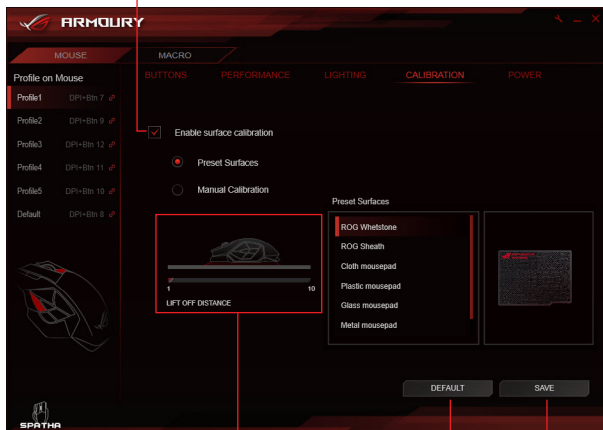 ARMOURY
MOUSE MACRO
Profile on Mouse
BUTTONS PERFORMANCE LIGHTING CALIBRATION POWER
Profile1 DPI+Btn 7
Profile2 DPI+Btn 9
Profile3 DPI+Btn 12
Profile4 DPI+Btn 11
Profile5 DPI+Btn 10
Default DPI+Btn 8
Enable surface calibration
Preset Surfaces
Manual Calibration
1 10
LIFT OFF DISTANCE
Preset Surfaces
ROG Whetstone
ROG Sheath
Cloth mousepad
Plastic mousepad
Glass mousepad
Metal mousepad
DEFAULT SAVE
SPATHA